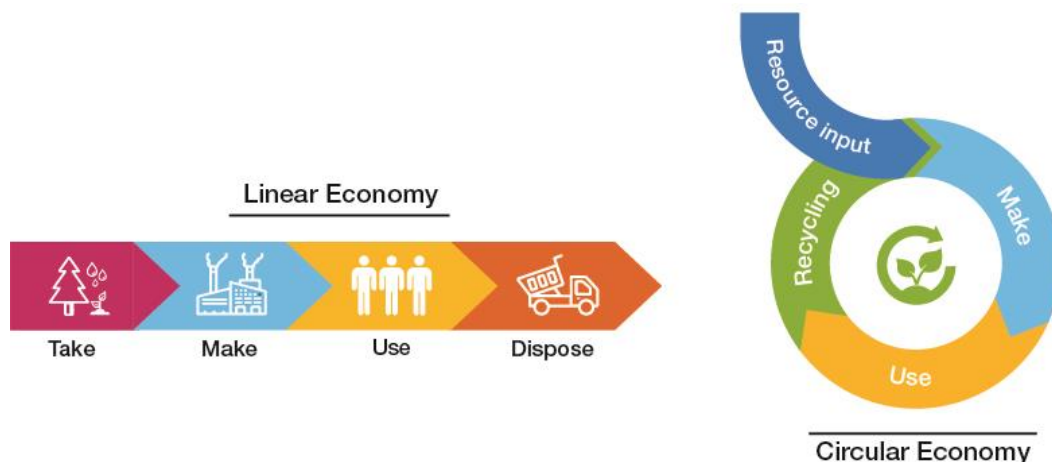 Linear Economy
Take
Make
Use
Dispose
Resource input
Make
Use
Recycling
Circular Economy